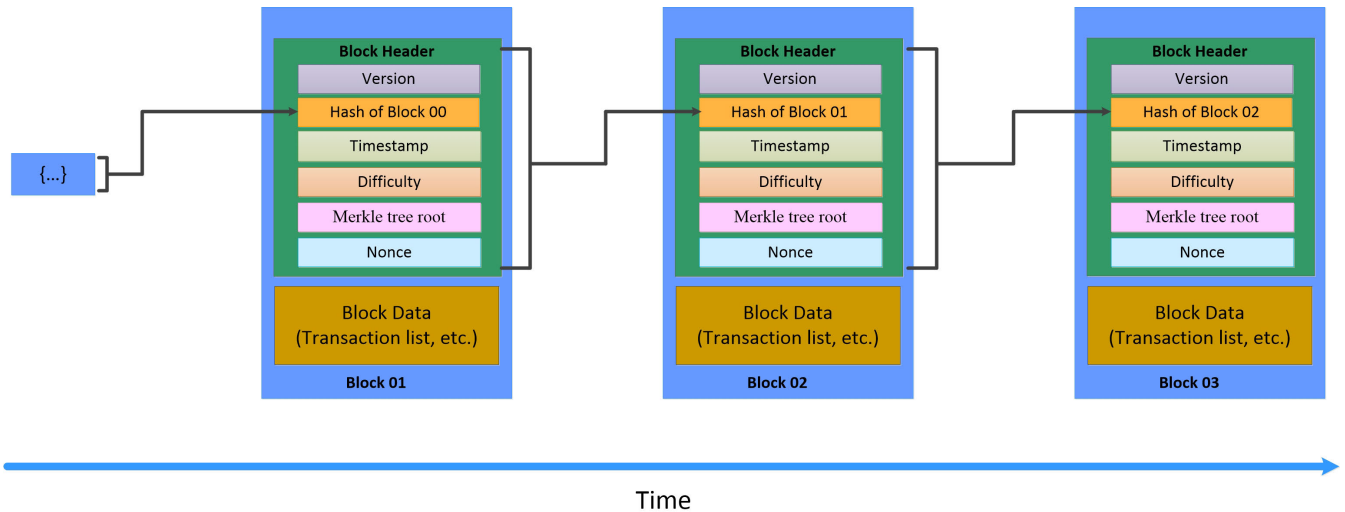 {...}
Block Header
Version
Hash of Block 00
Timestamp
Difficulty
Merkle tree root
Nonce
Block Data
(Transaction list, etc.)
Block 01
Block Header
Version
Hash of Block 01
Timestamp
Difficulty
Merkle tree root
Nonce
Block Data
(Transaction list, etc.)
Block 02
Block Header
Version
Hash of Block 02
Timestamp
Difficulty
Merkle tree root
Nonce
Block Data
(Transaction list, etc.)
Block 03
Time